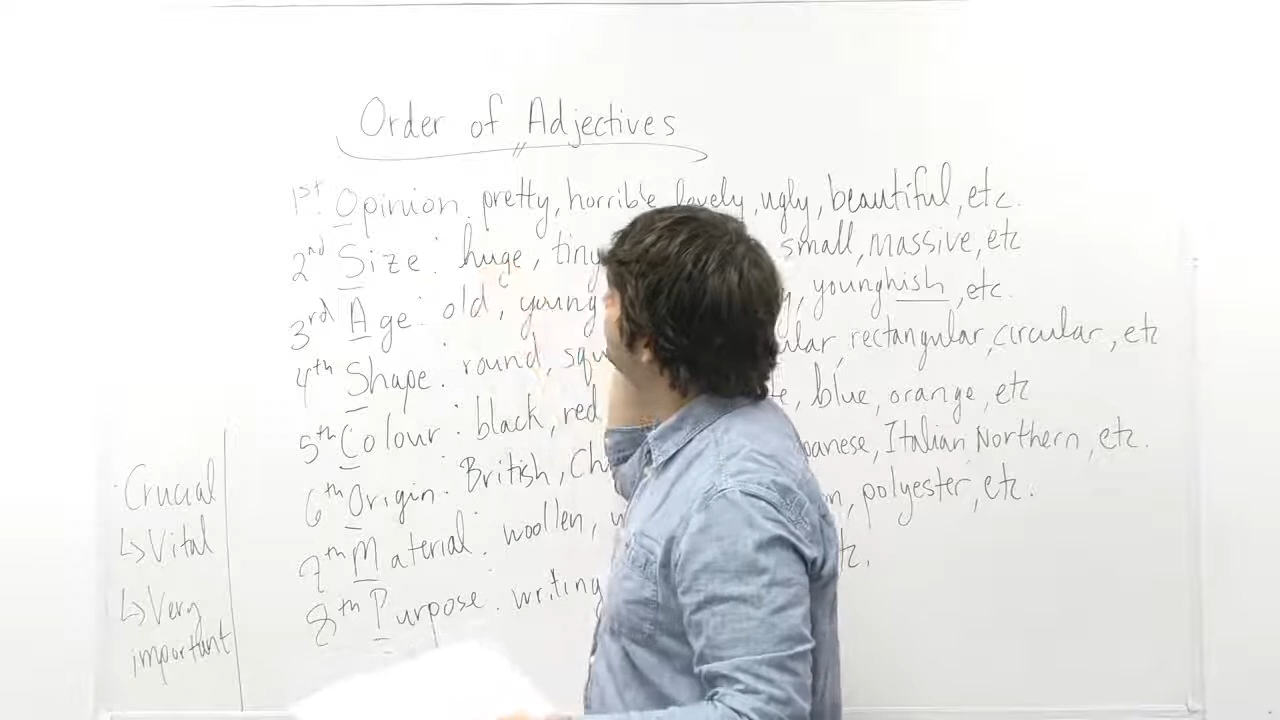 Order of Adjectives
1st. Opinion. pretty, horrible, lovely, ugly, beautiful, etc.
2nd Size: huge, tiny small, massive, etc
3rd Age: old, young younghish, etc.
4th Shape: round, rectangular, circular, etc
5th Colour: black, red blue, orange, etc
6th Origin. British, Italian Northern, etc.
7th Material: woollen, polyester, etc.
8th Purpose. writing
Crucial
↳Vital
↳Very
important